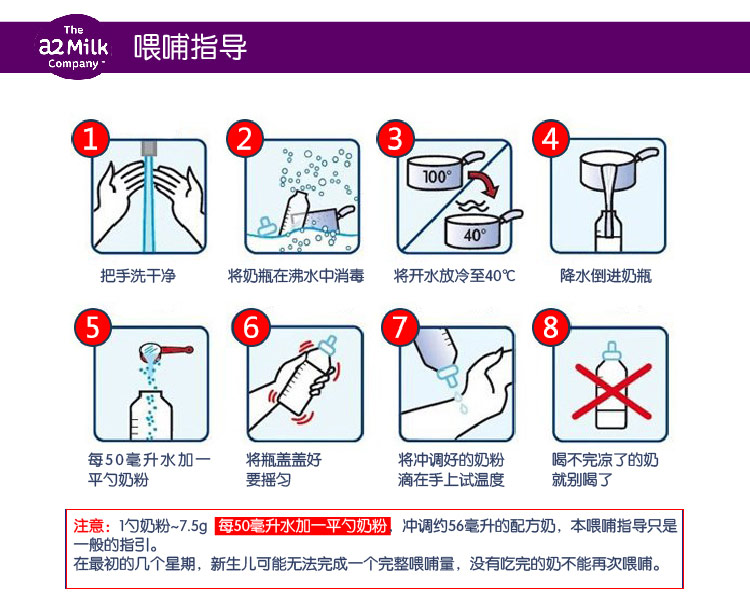 The
a2 Milk
Company™
喂哺指导
1
2
3
4
100°
40°
把手洗干净
将奶瓶在沸水中消毒
将开水放冷至40℃
降水倒进奶瓶
5
6
7
8
每50毫升水加一
平勺奶粉
将瓶盖盖好
要摇匀
将冲调好的奶粉
滴在手上试温度
喝不完凉了的奶
就别喝了
注意：1勺奶粉~7.5g 每50毫升水加一平勺奶粉，冲调约56毫升的配方奶，本喂哺指导只是
一般的指引。
在最初的几个星期，新生儿可能无法完成一个完整喂哺量，没有吃完的奶不能再次喂哺。